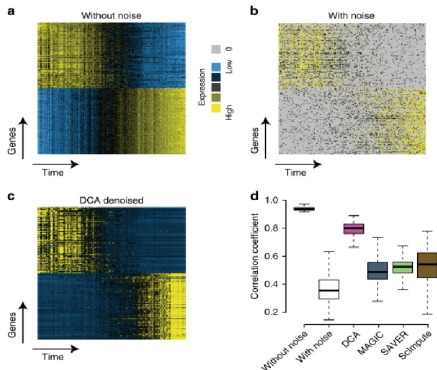 a
Without noise
Genes
Time
Expression
0
Low
High
b
With noise
Genes
Time
c
DCA denoised
Genes
Time
d
Correlation coefficient
1.0
0.8
0.6
0.4
0.2
Without noise
With noise
DCA
MAGIC
SAVER
ScImpute